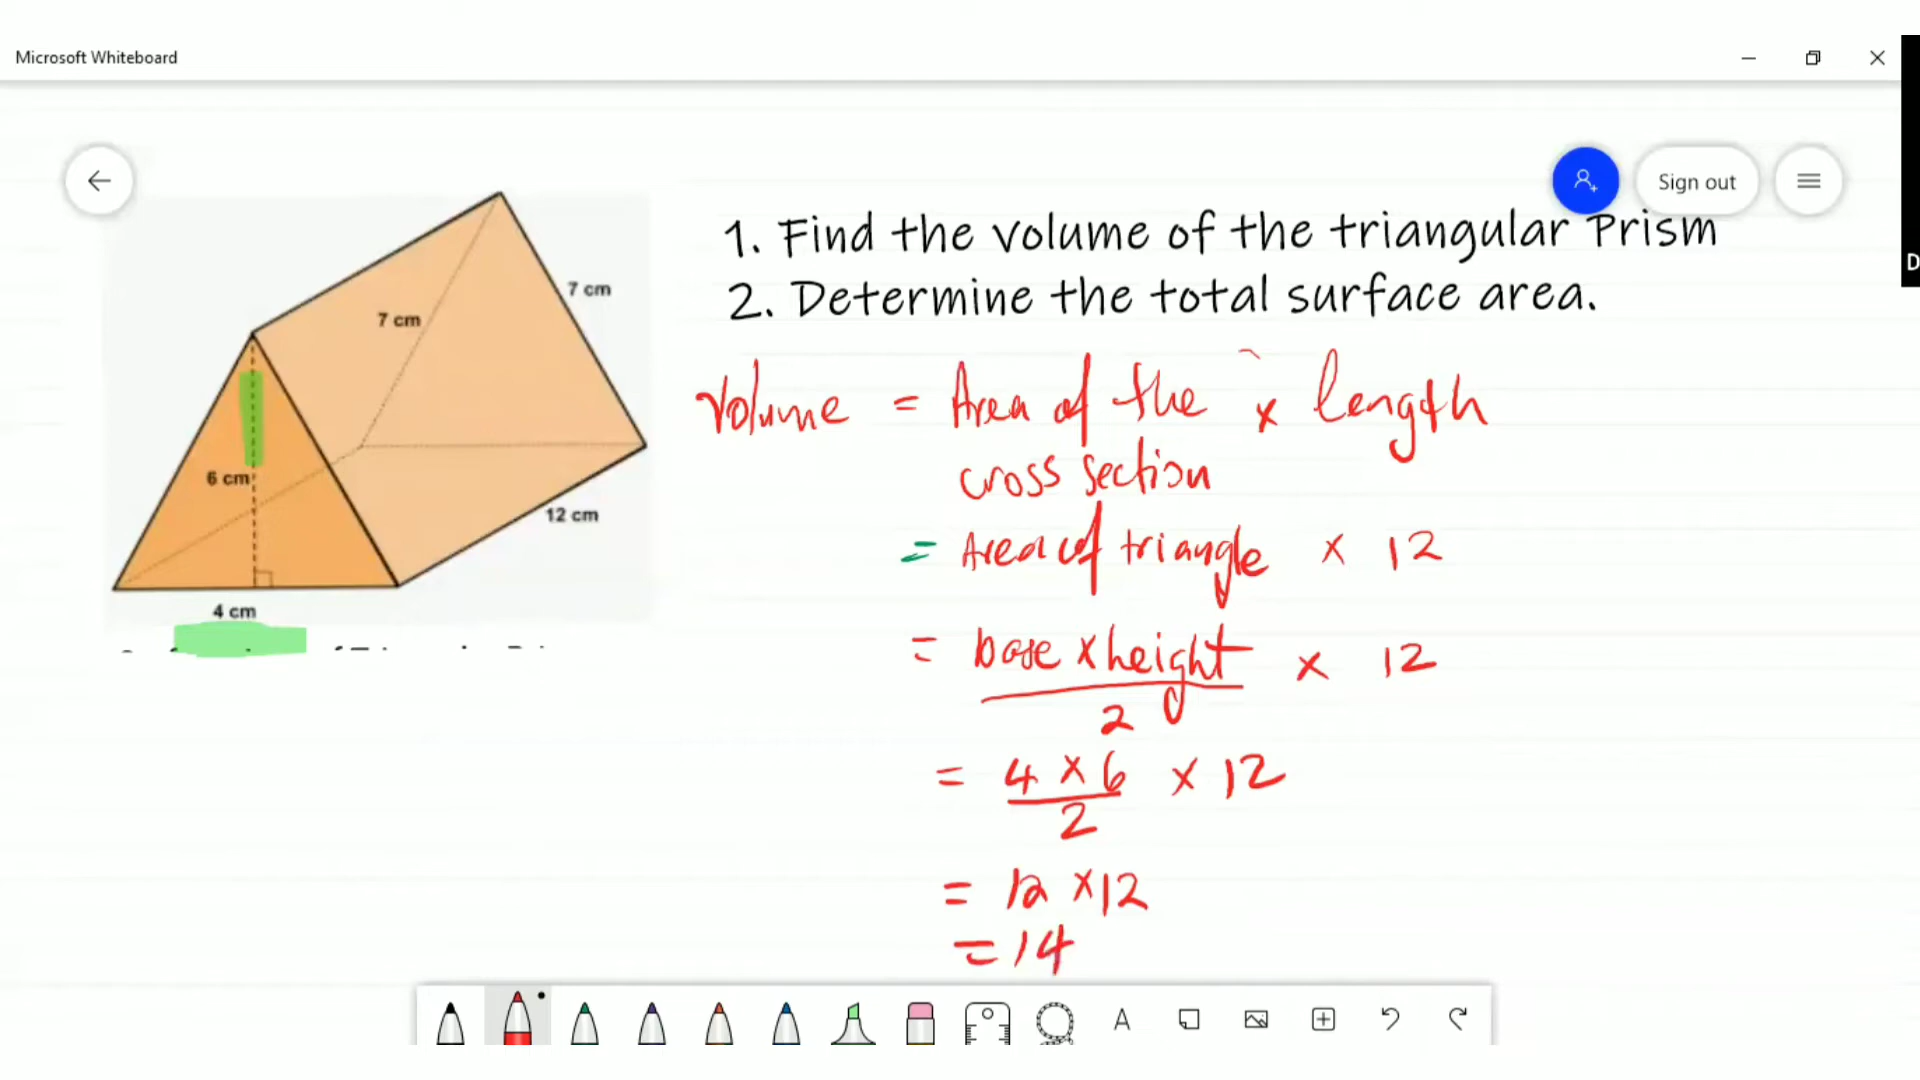 Microsoft Whiteboard
Sign out
D
1. Find the volume of the triangular Prism
2. Determine the total surface area.
7 cm
7 cm
6 cm
12 cm
4 cm
Volume = Area of the x length
cross section
= Area of triangle x 12
= base x height x 12
2
= 4 x 6 x 12
2
= 12 x 12
= 14
A